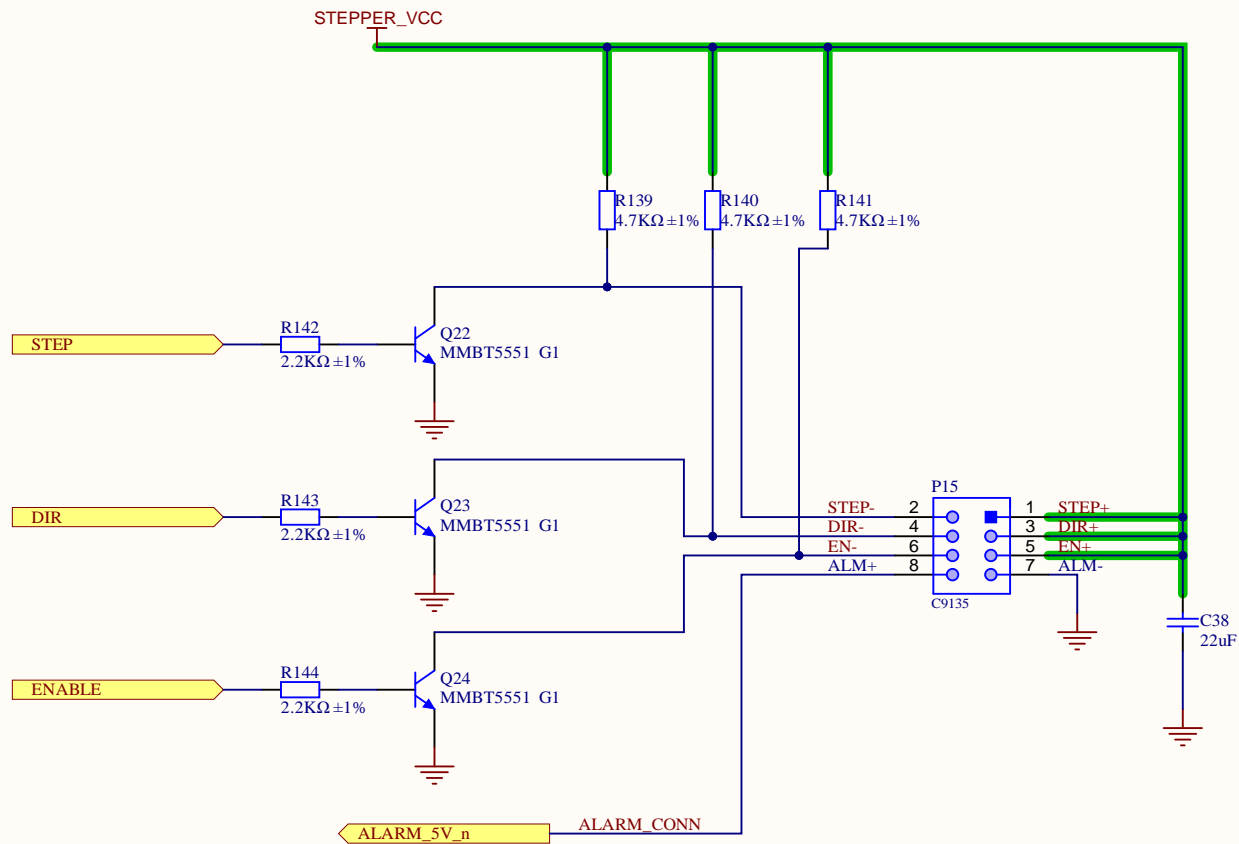 STEPPER_VCC
R139
4.7KΩ ±1%
R140
4.7KΩ ±1%
R141
4.7KΩ ±1%
STEP
R142
2.2KΩ ±1%
Q22
MMBT5551 G1
DIR
R143
2.2KΩ ±1%
Q23
MMBT5551 G1
P15
STEP- 2 1 STEP+
DIR- 4 3 DIR+
EN- 6 5 EN+
ALM+ 8 7 ALM-
C9135
C38
22uF
ENABLE
R144
2.2KΩ ±1%
Q24
MMBT5551 G1
ALARM_5V_n
ALARM_CONN